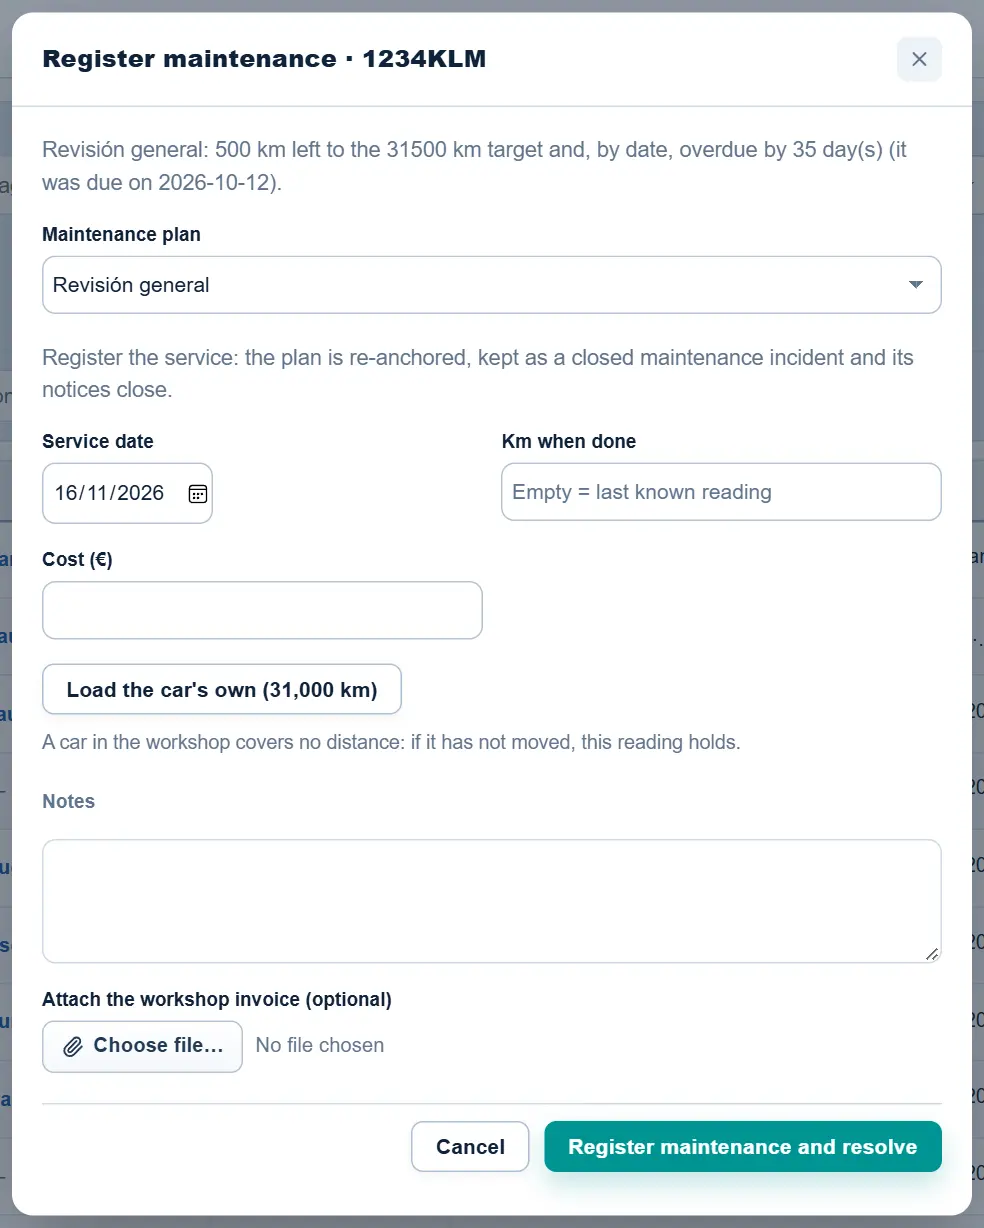 Register maintenance · 1234KLM
Revisión general: 500 km left to the 31500 km target and, by date, overdue by 35 day(s) (it
was due on 2026-10-12).
Maintenance plan
Revisión general
Register the service: the plan is re-anchored, kept as a closed maintenance incident and its
notices close.
Service date
Km when done
16/11/2026
Empty = last known reading
Cost (€)
Load the car's own (31,000 km)
A car in the workshop covers no distance: if it has not moved, this reading holds.
Notes
Attach the workshop invoice (optional)
Choose file...
No file chosen
Cancel
Register maintenance and resolve